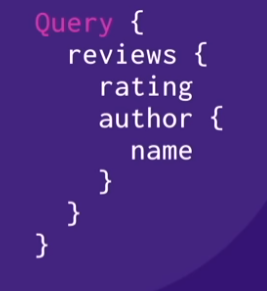 Query {
  reviews {
    rating
    author {
      name
    }
  }
}